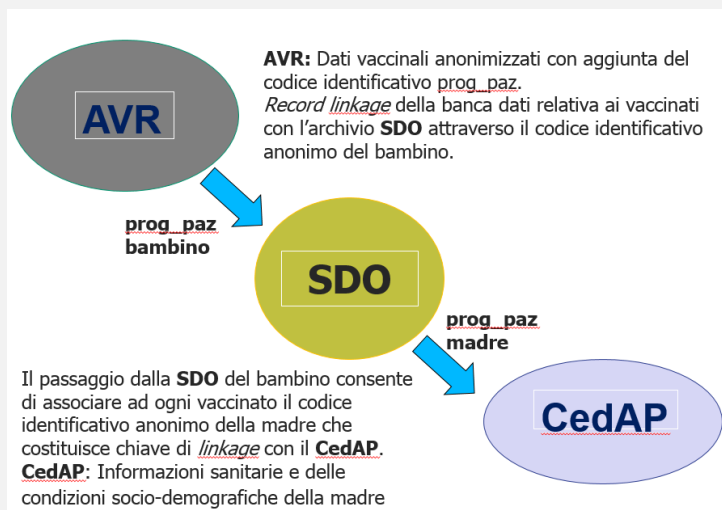 AVR
AVR: Dati vaccinali anonimizzati con aggiunta del
codice identificativo prog_paz.
Record linkage della banca dati relativa ai vaccinati
con l'archivio SDO attraverso il codice identificativo
anonimo del bambino.
prog_paz
bambino
SDO
prog_paz
madre
Il passaggio dalla SDO del bambino consente
di associare ad ogni vaccinato il codice
identificativo anonimo della madre che
costituisce chiave di linkage con il CedAP.
CedAP: Informazioni sanitarie e delle
condizioni socio-demografiche della madre
CedAP